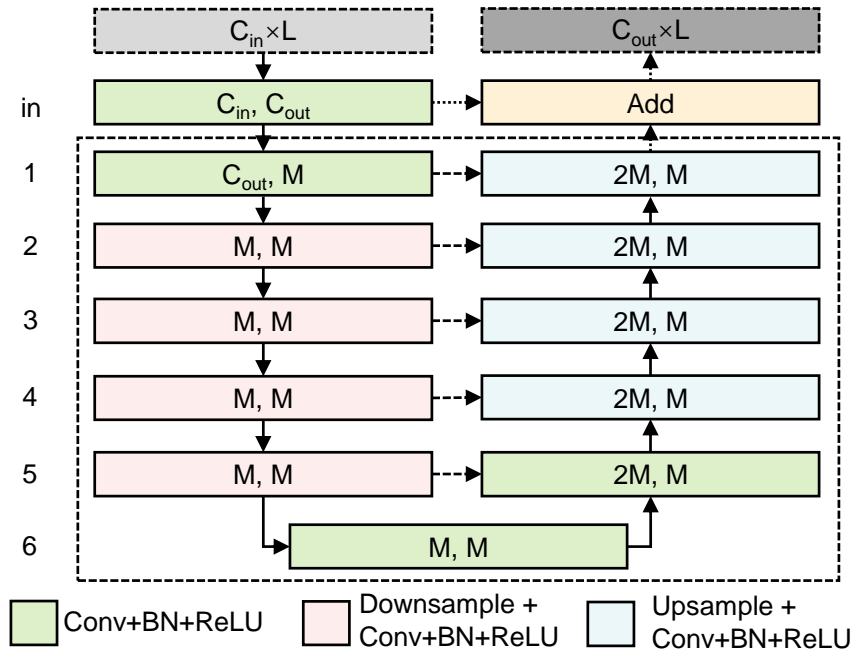 C_in×L
C_out×L
in
C_in, C_out
Add
1
C_out, M
2M, M
2
M, M
2M, M
3
M, M
2M, M
4
M, M
2M, M
5
M, M
2M, M
6
M, M
Conv+BN+ReLU
Downsample +
Conv+BN+ReLU
Upsample +
Conv+BN+ReLU